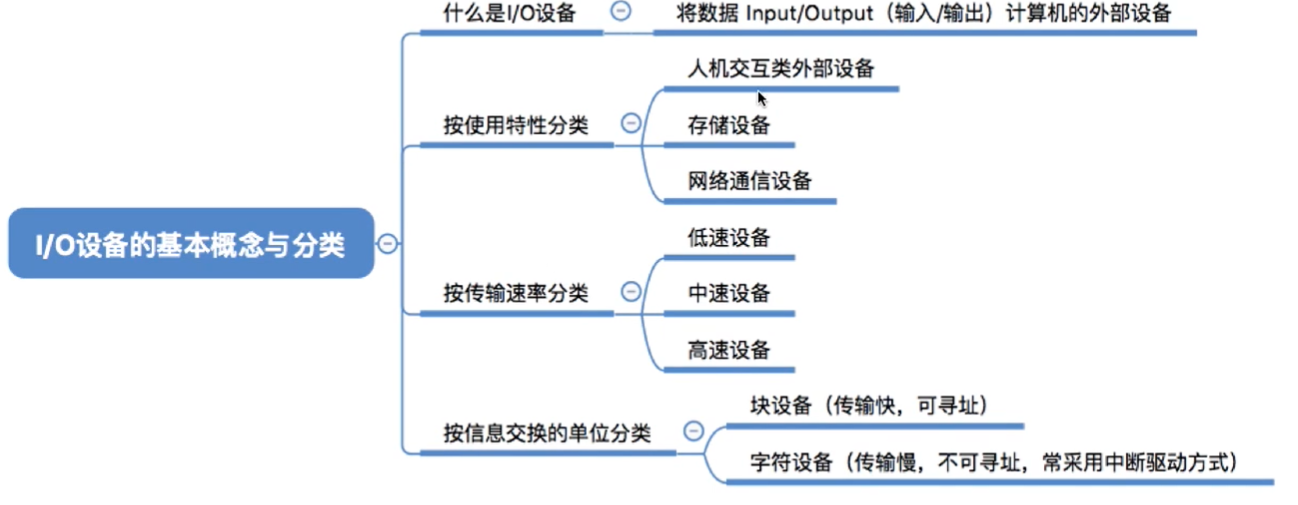 什么是I/O设备
将数据 Input/Output（输入/输出）计算机的外部设备
按使用特性分类
人机交互类外部设备
存储设备
网络通信设备
I/O设备的基本概念与分类
按传输速率分类
低速设备
中速设备
高速设备
按信息交换的单位分类
块设备（传输快，可寻址）
字符设备（传输慢，不可寻址，常采用中断驱动方式）